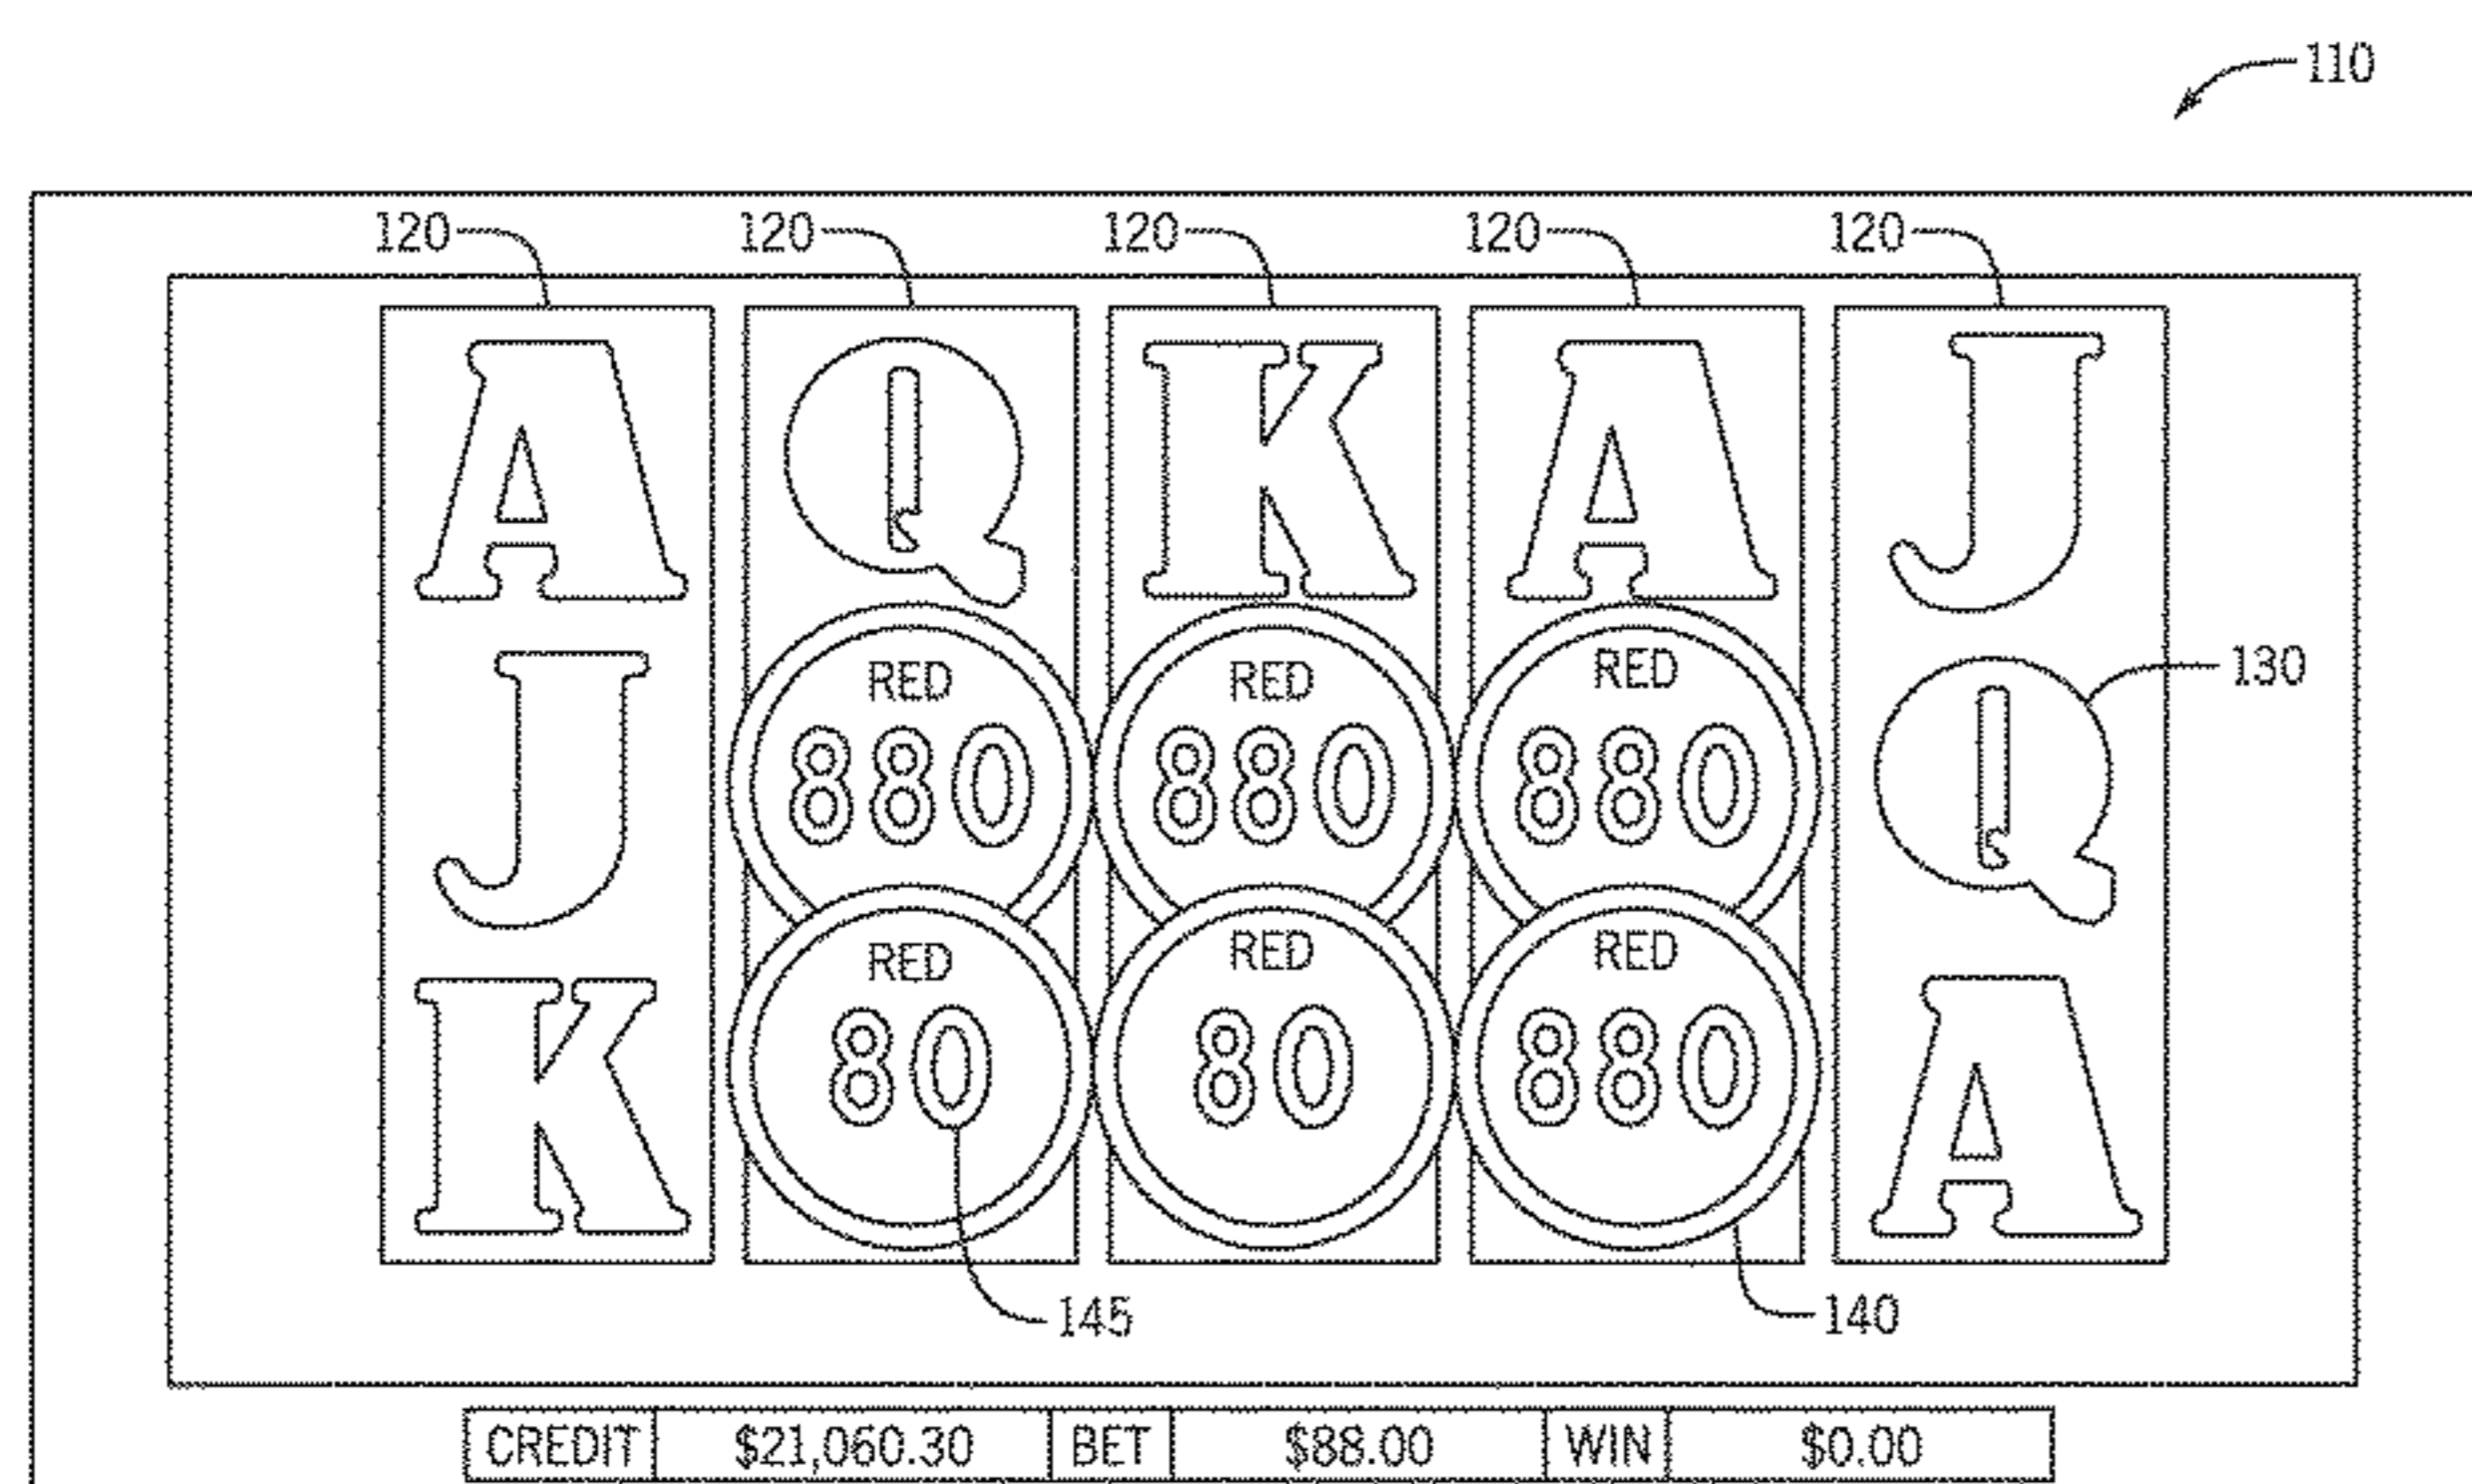 110
120 120 120 120 120
A Q K A J
RED RED RED
J 880 880 880 Q 130
RED RED RED
K 80 80 880 A
145 140
CREDIT $21,060.30 BET $88.00 WIN $0.00